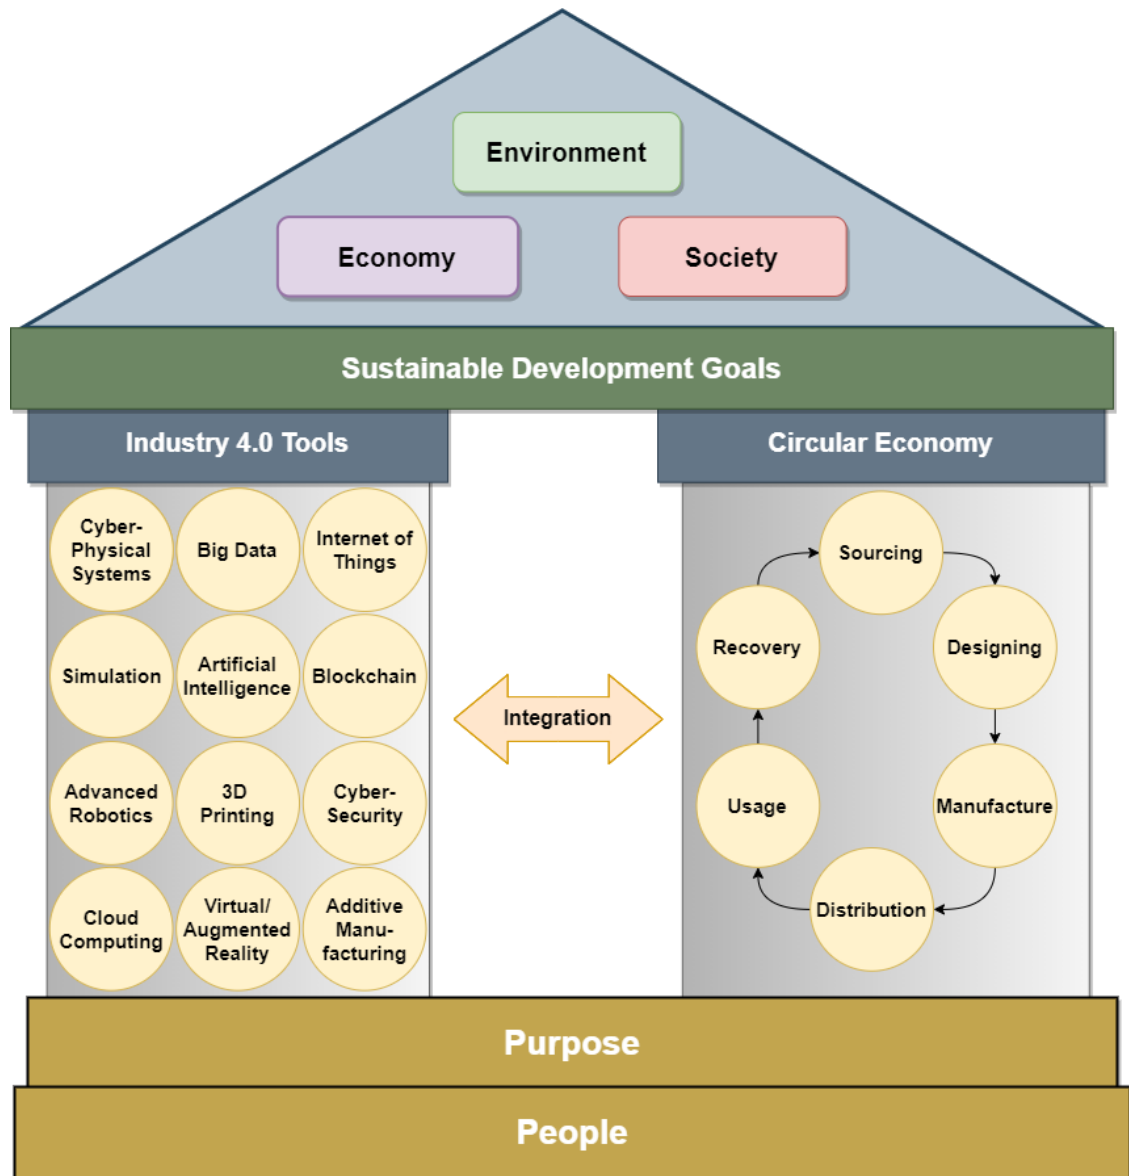 Environment
Economy
Society
Sustainable Development Goals
Industry 4.0 Tools
Circular Economy
Cyber-
Physical
Systems
Big Data
Internet of
Things
Simulation
Artificial
Intelligence
Blockchain
Advanced
Robotics
3D
Printing
Cyber-
Security
Cloud
Computing
Virtual/
Augmented
Reality
Additive
Manu-
facturing
Integration
Sourcing
Designing
Manufacture
Distribution
Usage
Recovery
Purpose
People